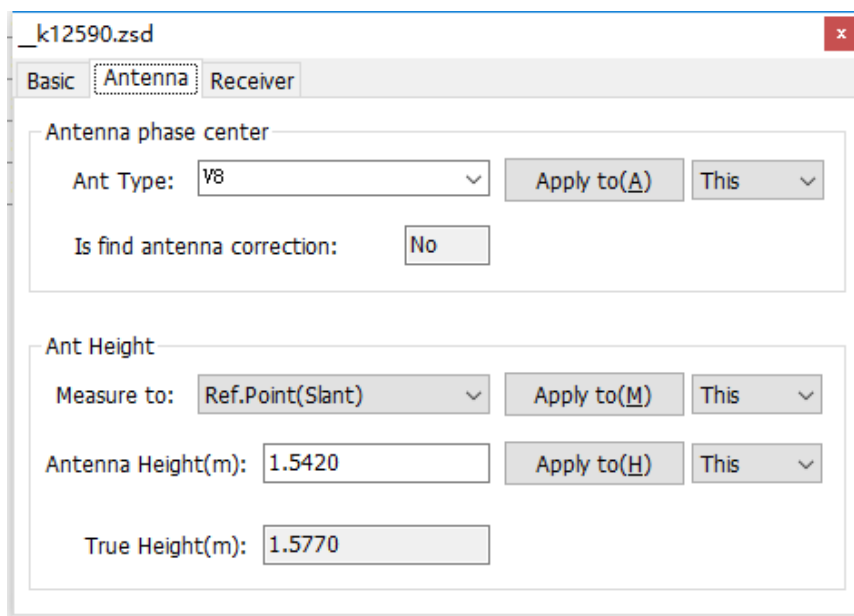 __k12590.zsd
x
Basic Antenna Receiver
Antenna phase center
Ant Type: V8 Apply to(A) This
Is find antenna correction: No
Ant Height
Measure to: Ref.Point(Slant) Apply to(M) This
Antenna Height(m): 1.5420 Apply to(H) This
True Height(m): 1.5770